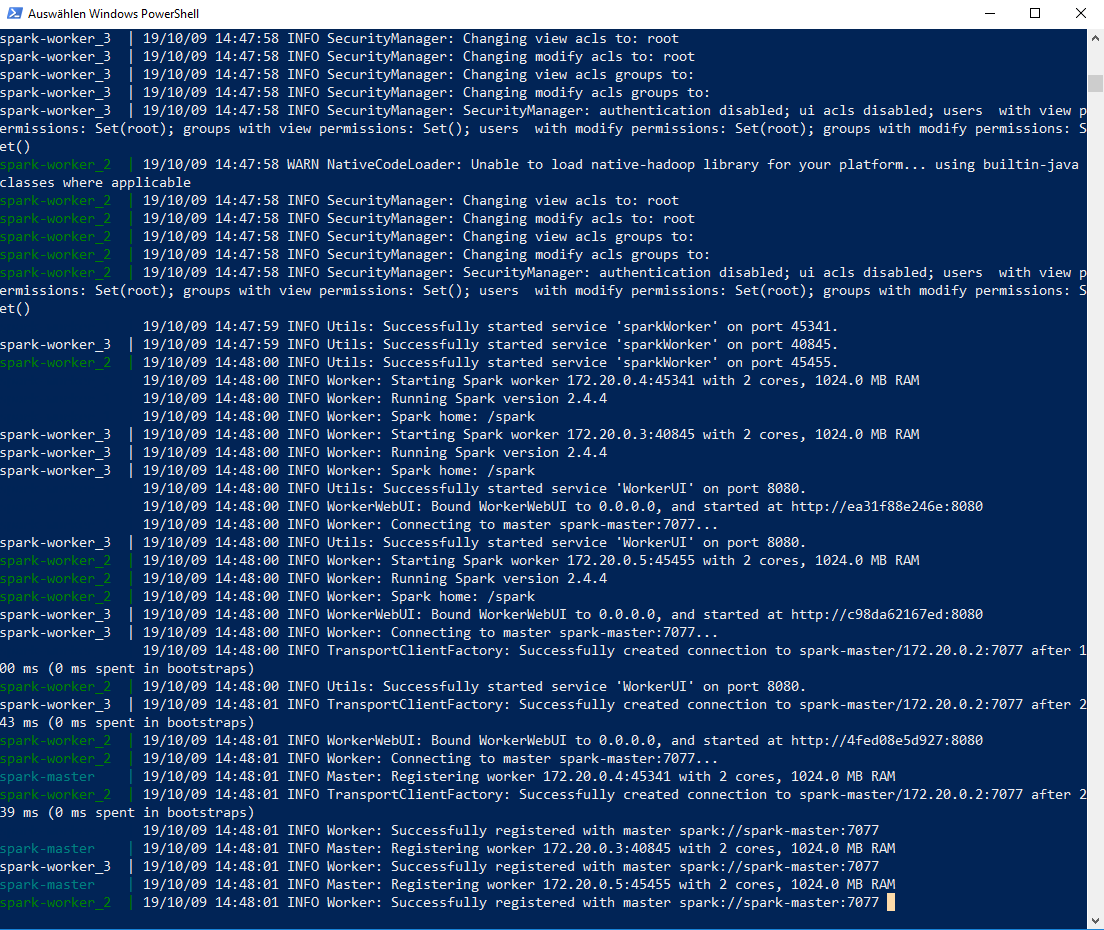 Auswählen Windows PowerShell
spark-worker_3 | 19/10/09 14:47:58 INFO SecurityManager: Changing view acls to: root
spark-worker_3 | 19/10/09 14:47:58 INFO SecurityManager: Changing modify acls to: root
spark-worker_3 | 19/10/09 14:47:58 INFO SecurityManager: Changing view acls groups to:
spark-worker_3 | 19/10/09 14:47:58 INFO SecurityManager: Changing modify acls groups to:
spark-worker_3 | 19/10/09 14:47:58 INFO SecurityManager: SecurityManager: authentication disabled; ui acls disabled; users  with view p
ermissions: Set(root); groups with view permissions: Set(); users  with modify permissions: Set(root); groups with modify permissions: S
et()
spark-worker_2 | 19/10/09 14:47:58 WARN NativeCodeLoader: Unable to load native-hadoop library for your platform... using builtin-java
classes where applicable
spark-worker_2 | 19/10/09 14:47:58 INFO SecurityManager: Changing view acls to: root
spark-worker_2 | 19/10/09 14:47:58 INFO SecurityManager: Changing modify acls to: root
spark-worker_2 | 19/10/09 14:47:58 INFO SecurityManager: Changing view acls groups to:
spark-worker_2 | 19/10/09 14:47:58 INFO SecurityManager: Changing modify acls groups to:
spark-worker_2 | 19/10/09 14:47:58 INFO SecurityManager: SecurityManager: authentication disabled; ui acls disabled; users  with view p
ermissions: Set(root); groups with view permissions: Set(); users  with modify permissions: Set(root); groups with modify permissions: S
et()
19/10/09 14:47:59 INFO Utils: Successfully started service 'sparkWorker' on port 45341.
spark-worker_3 | 19/10/09 14:47:59 INFO Utils: Successfully started service 'sparkWorker' on port 40845.
spark-worker_2 | 19/10/09 14:48:00 INFO Utils: Successfully started service 'sparkWorker' on port 45455.
19/10/09 14:48:00 INFO Worker: Starting Spark worker 172.20.0.4:45341 with 2 cores, 1024.0 MB RAM
19/10/09 14:48:00 INFO Worker: Running Spark version 2.4.4
19/10/09 14:48:00 INFO Worker: Spark home: /spark
spark-worker_3 | 19/10/09 14:48:00 INFO Worker: Starting Spark worker 172.20.0.3:40845 with 2 cores, 1024.0 MB RAM
spark-worker_3 | 19/10/09 14:48:00 INFO Worker: Running Spark version 2.4.4
spark-worker_3 | 19/10/09 14:48:00 INFO Worker: Spark home: /spark
19/10/09 14:48:00 INFO Utils: Successfully started service 'WorkerUI' on port 8080.
19/10/09 14:48:00 INFO WorkerWebUI: Bound WorkerWebUI to 0.0.0.0, and started at http://ea31f88e246e:8080
19/10/09 14:48:00 INFO Worker: Connecting to master spark-master:7077...
spark-worker_3 | 19/10/09 14:48:00 INFO Utils: Successfully started service 'WorkerUI' on port 8080.
spark-worker_2 | 19/10/09 14:48:00 INFO Worker: Starting Spark worker 172.20.0.5:45455 with 2 cores, 1024.0 MB RAM
spark-worker_2 | 19/10/09 14:48:00 INFO Worker: Running Spark version 2.4.4
spark-worker_2 | 19/10/09 14:48:00 INFO Worker: Spark home: /spark
spark-worker_3 | 19/10/09 14:48:00 INFO WorkerWebUI: Bound WorkerWebUI to 0.0.0.0, and started at http://c98da62167ed:8080
spark-worker_3 | 19/10/09 14:48:00 INFO Worker: Connecting to master spark-master:7077...
19/10/09 14:48:00 INFO TransportClientFactory: Successfully created connection to spark-master/172.20.0.2:7077 after 1
00 ms (0 ms spent in bootstraps)
spark-worker_2 | 19/10/09 14:48:00 INFO Utils: Successfully started service 'WorkerUI' on port 8080.
spark-worker_3 | 19/10/09 14:48:01 INFO TransportClientFactory: Successfully created connection to spark-master/172.20.0.2:7077 after 2
43 ms (0 ms spent in bootstraps)
spark-worker_2 | 19/10/09 14:48:01 INFO WorkerWebUI: Bound WorkerWebUI to 0.0.0.0, and started at http://4fed08e5d927:8080
spark-worker_2 | 19/10/09 14:48:01 INFO Worker: Connecting to master spark-master:7077...
spark-master | 19/10/09 14:48:01 INFO Master: Registering worker 172.20.0.4:45341 with 2 cores, 1024.0 MB RAM
spark-worker_2 | 19/10/09 14:48:01 INFO TransportClientFactory: Successfully created connection to spark-master/172.20.0.2:7077 after 2
39 ms (0 ms spent in bootstraps)
19/10/09 14:48:01 INFO Worker: Successfully registered with master spark://spark-master:7077
spark-master | 19/10/09 14:48:01 INFO Master: Registering worker 172.20.0.3:40845 with 2 cores, 1024.0 MB RAM
spark-worker_3 | 19/10/09 14:48:01 INFO Worker: Successfully registered with master spark://spark-master:7077
spark-master | 19/10/09 14:48:01 INFO Master: Registering worker 172.20.0.5:45455 with 2 cores, 1024.0 MB RAM
spark-worker_2 | 19/10/09 14:48:01 INFO Worker: Successfully registered with master spark://spark-master:7077